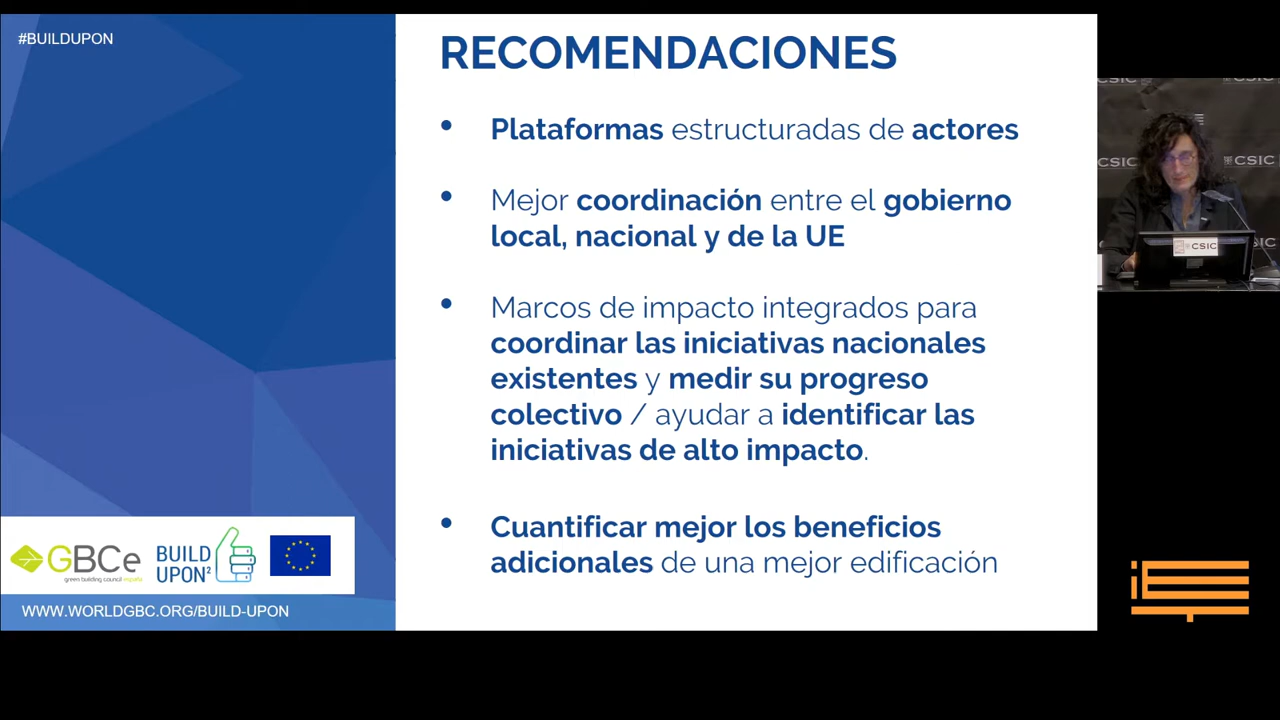 #BUILDUPON
RECOMENDACIONES
• Plataformas estructuradas de actores
• Mejor coordinación entre el gobierno
local, nacional y de la UE
• Marcos de impacto integrados para
coordinar las iniciativas nacionales
existentes y medir su progreso
colectivo / ayudar a identificar las
iniciativas de alto impacto.
• Cuantificar mejor los beneficios
adicionales de una mejor edificación
GBCe
green building council españa
BUILD
UPON²
WWW.WORLDGBC.ORG/BUILD-UPON
CSIC
CSIC
CSIC
CSIC
CSIC